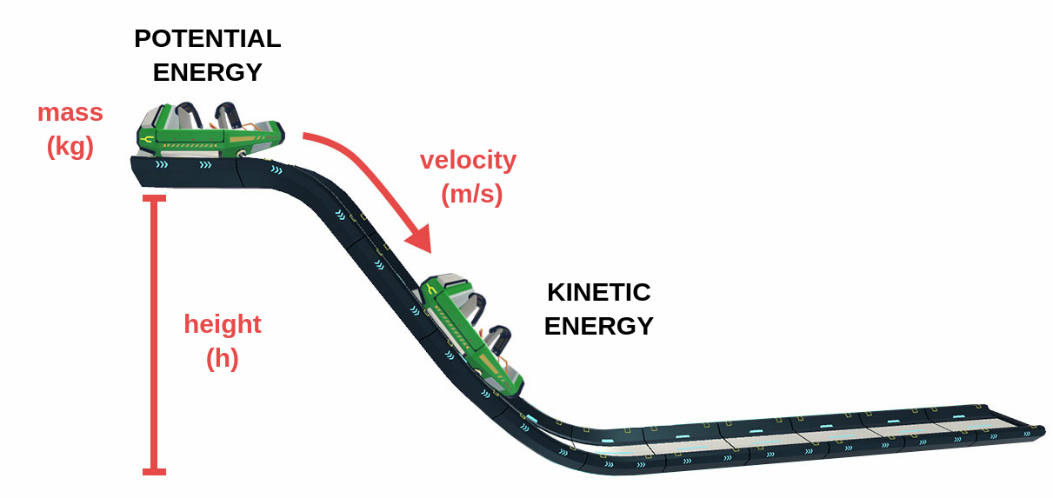 POTENTIAL
ENERGY
mass
(kg)
velocity
(m/s)
KINETIC
ENERGY
height
(h)